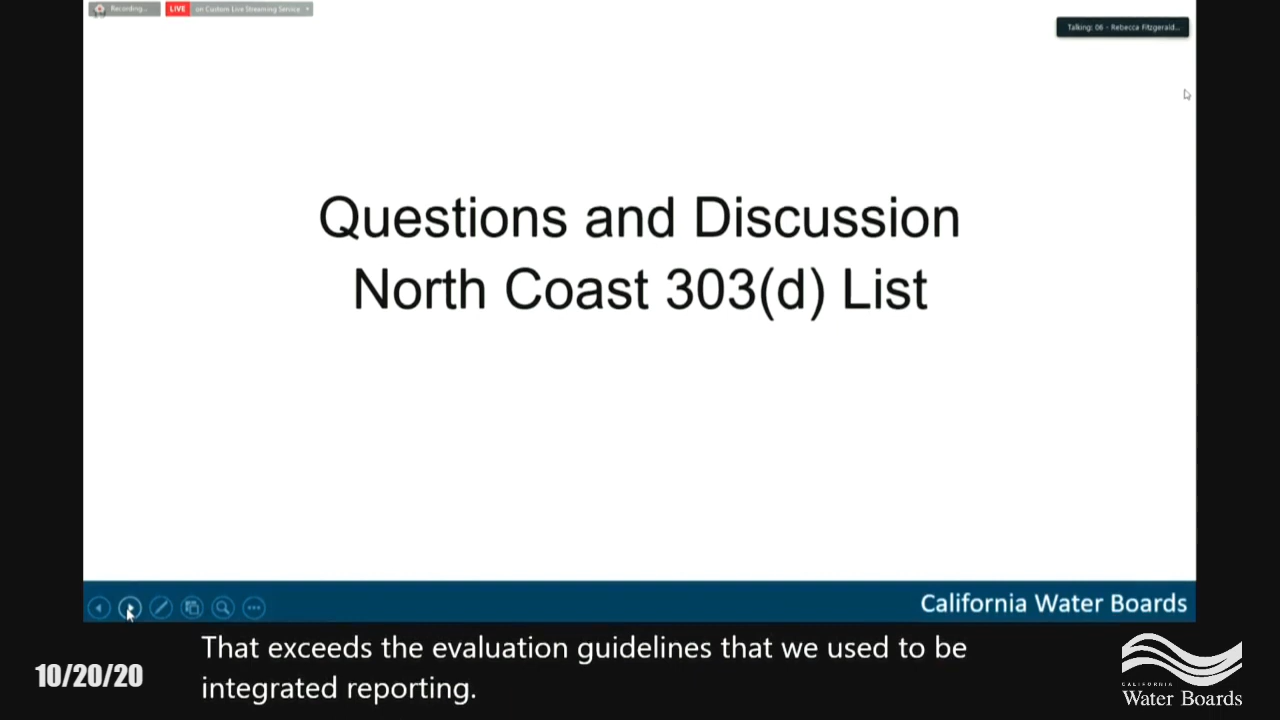 Recording...
LIVE on Custom Live Streaming Service
Talking: 06 - Rebecca Fitzgerald...
Questions and Discussion
North Coast 303(d) List
California Water Boards
That exceeds the evaluation guidelines that we used to be
integrated reporting.
10/20/20
CALIFORNIA
Water Boards